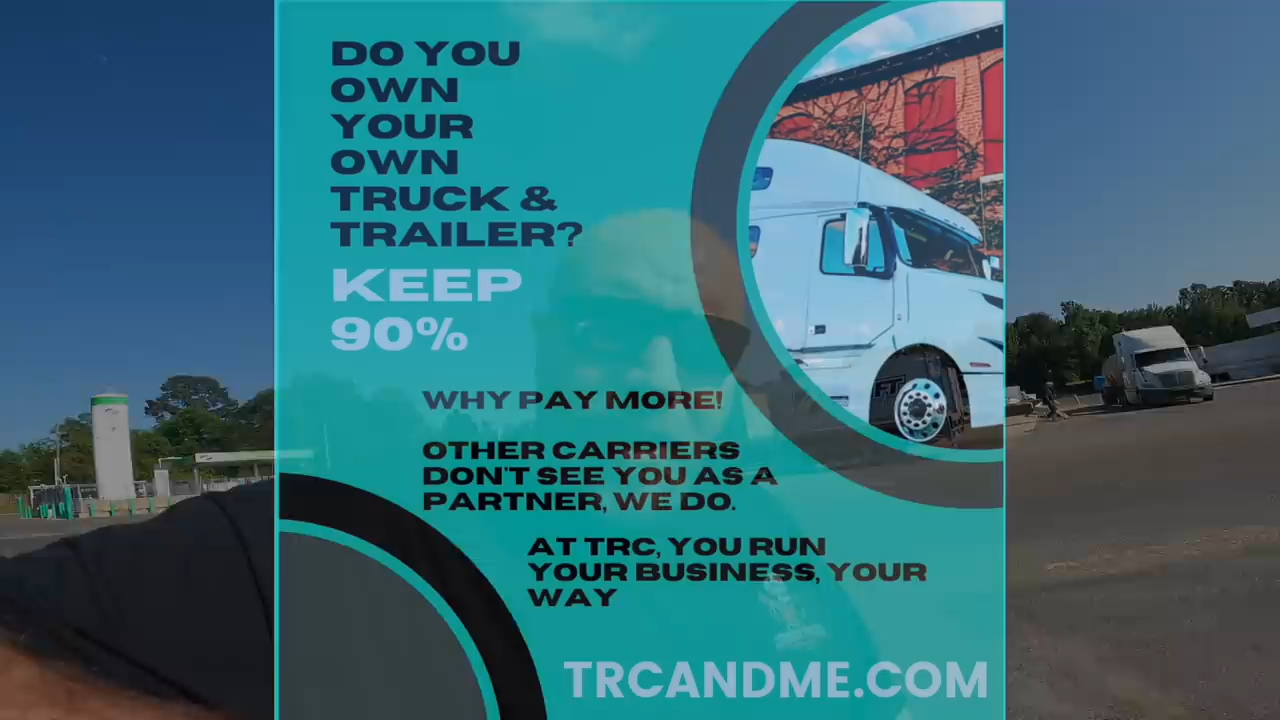 DO YOU
OWN
YOUR
OWN
TRUCK &
TRAILER?
KEEP
90%
WHY PAY MORE!
OTHER CARRIERS
DON'T SEE YOU AS A
PARTNER, WE DO.
AT TRC, YOU RUN
YOUR BUSINESS, YOUR
WAY
TRCANDME.COM